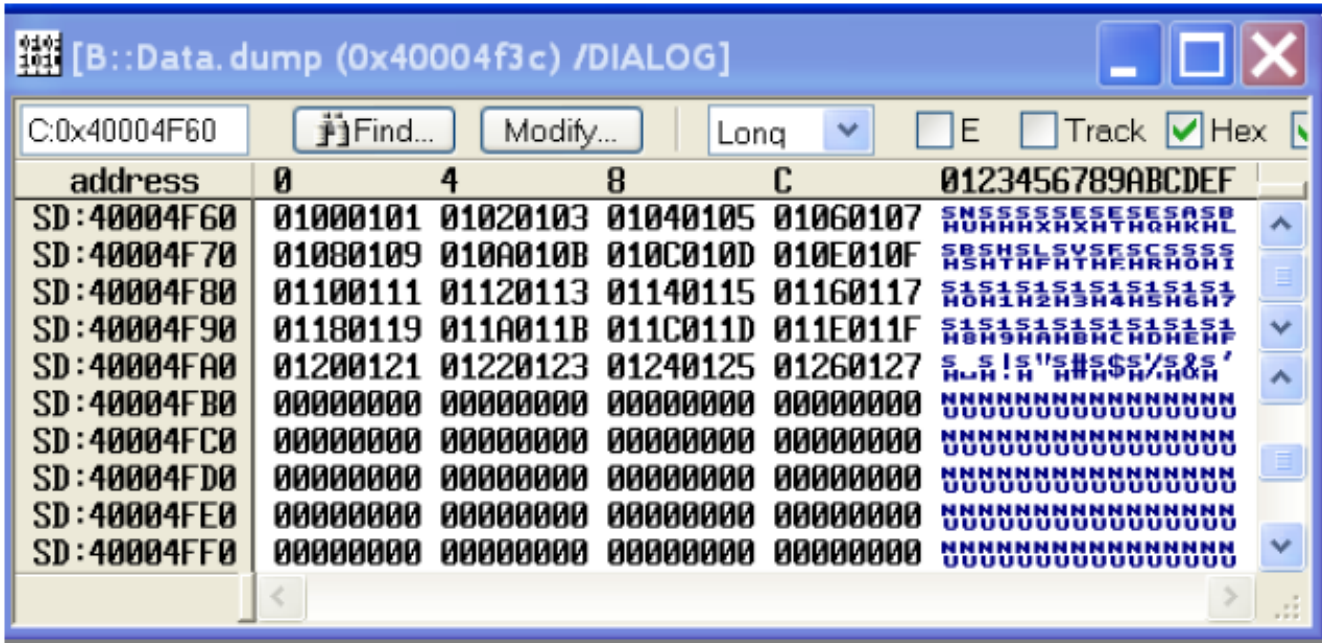 [B::Data.dump (0x40004f3c) /DIALOG]
C:0x40004F60 Find... Modify... Long E Track Hex
address 0 4 8 C 0123456789ABCDEF
SD:40004F60 01000101 01020103 01040105 01060107
SD:40004F70 01080109 010A010B 010C010D 010E010F
SD:40004F80 01100111 01120113 01140115 01160117
SD:40004F90 01180119 011A011B 011C011D 011E011F
SD:40004FA0 01200121 01220123 01240125 01260127
SD:40004FB0 00000000 00000000 00000000 00000000
SD:40004FC0 00000000 00000000 00000000 00000000
SD:40004FD0 00000000 00000000 00000000 00000000
SD:40004FE0 00000000 00000000 00000000 00000000
SD:40004FF0 00000000 00000000 00000000 00000000